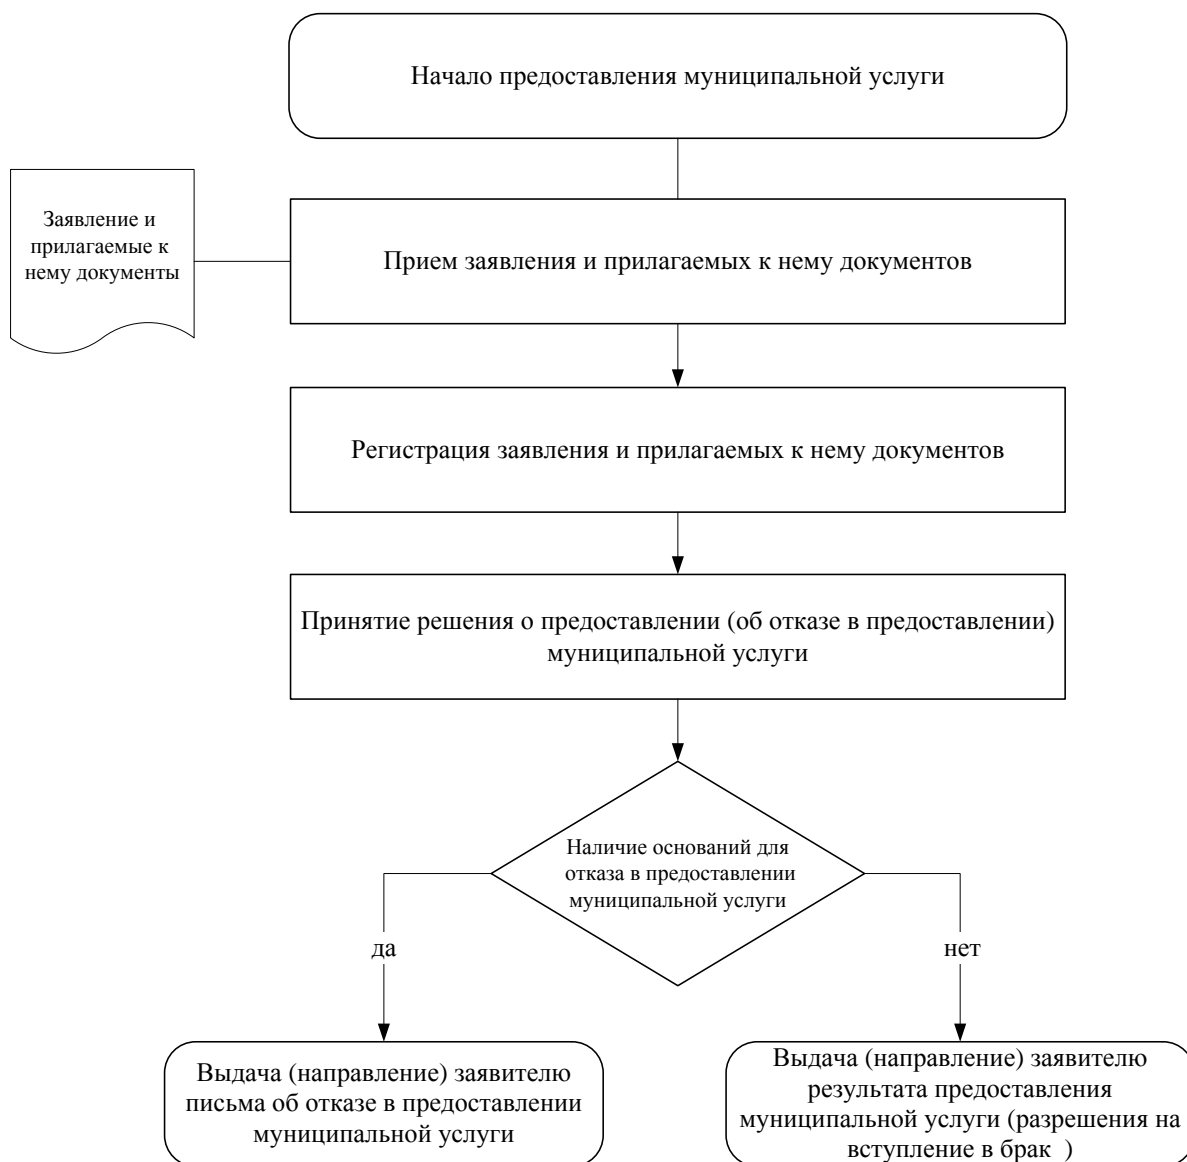 Начало предоставления муниципальной услуги
Заявление и
прилагаемые к
нему документы
Прием заявления и прилагаемых к нему документов
Регистрация заявления и прилагаемых к нему документов
Принятие решения о предоставлении (об отказе в предоставлении)
муниципальной услуги
Наличие оснований для
отказа в предоставлении
муниципальной услуги
да
нет
Выдача (направление) заявителю
письма об отказе в предоставлении
муниципальной услуги
Выдача (направление) заявителю
результата предоставления
муниципальной услуги (разрешения на
вступление в брак )